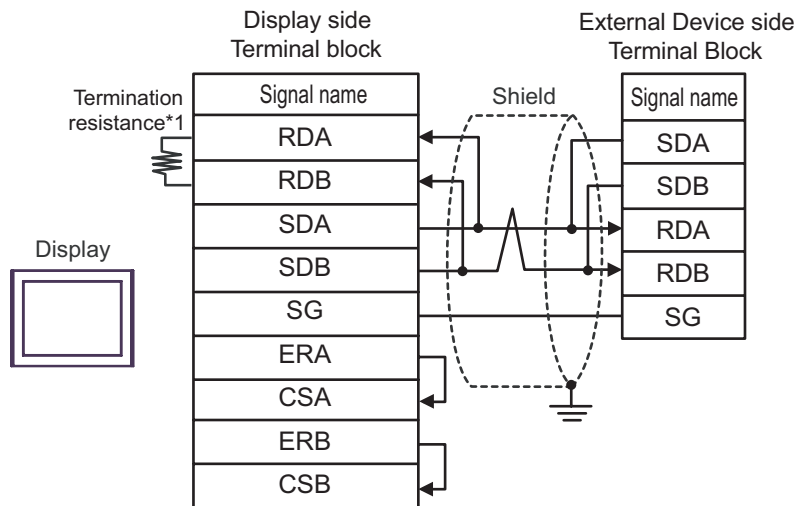 Display side
Terminal block
External Device side
Terminal Block
Termination
resistance*1
Signal name
Shield
Signal name
RDA
SDA
RDB
SDB
SDA
RDA
Display
SDB
RDB
SG
SG
ERA
CSA
ERB
CSB